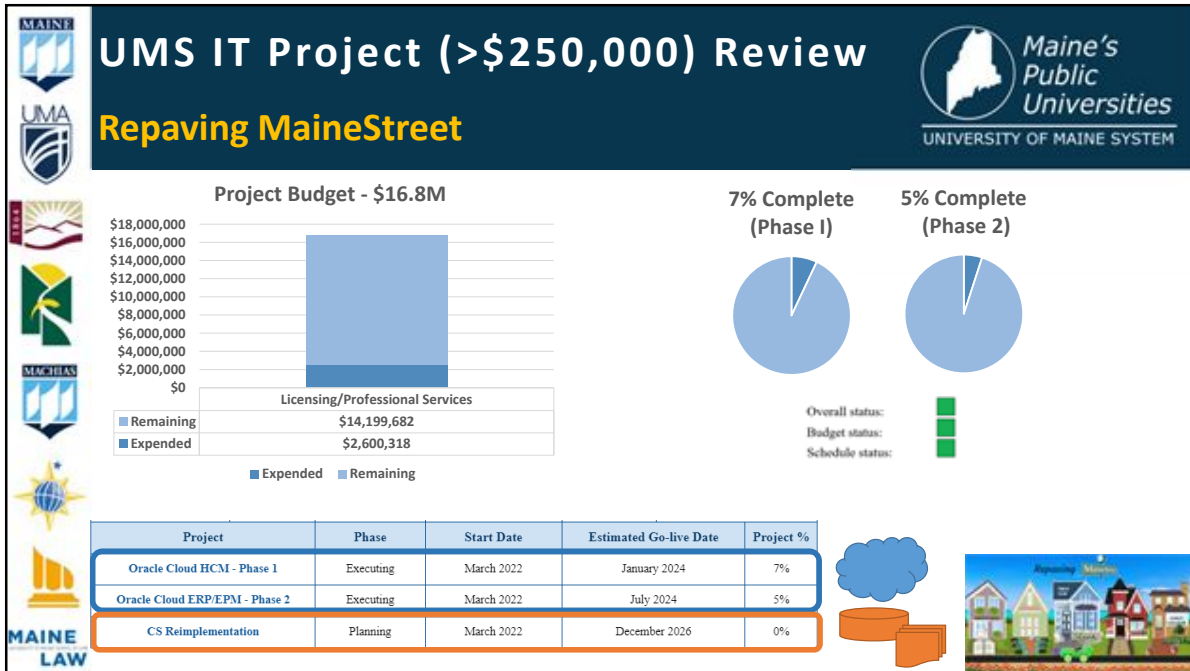 MAINE
UMS IT Project (>$250,000) Review
Repaving MaineStreet
Maine's
Public
Universities
UNIVERSITY OF MAINE SYSTEM
UMA
1864
MACHIAS
MAINE
LAW
Project Budget - $16.8M
$18,000,000
$16,000,000
$14,000,000
$12,000,000
$10,000,000
$8,000,000
$6,000,000
$4,000,000
$2,000,000
$0
Licensing/Professional Services
Remaining $14,199,682
Expended $2,600,318
Expended Remaining
7% Complete
(Phase I)
5% Complete
(Phase 2)
Overall status:
Budget status:
Schedule status:
Project Phase Start Date Estimated Go-live Date Project %
Oracle Cloud HCM - Phase 1 Executing March 2022 January 2024 7%
Oracle Cloud ERP/EPM - Phase 2 Executing March 2022 July 2024 5%
CS Reimplementation Planning March 2022 December 2026 0%
Repaving